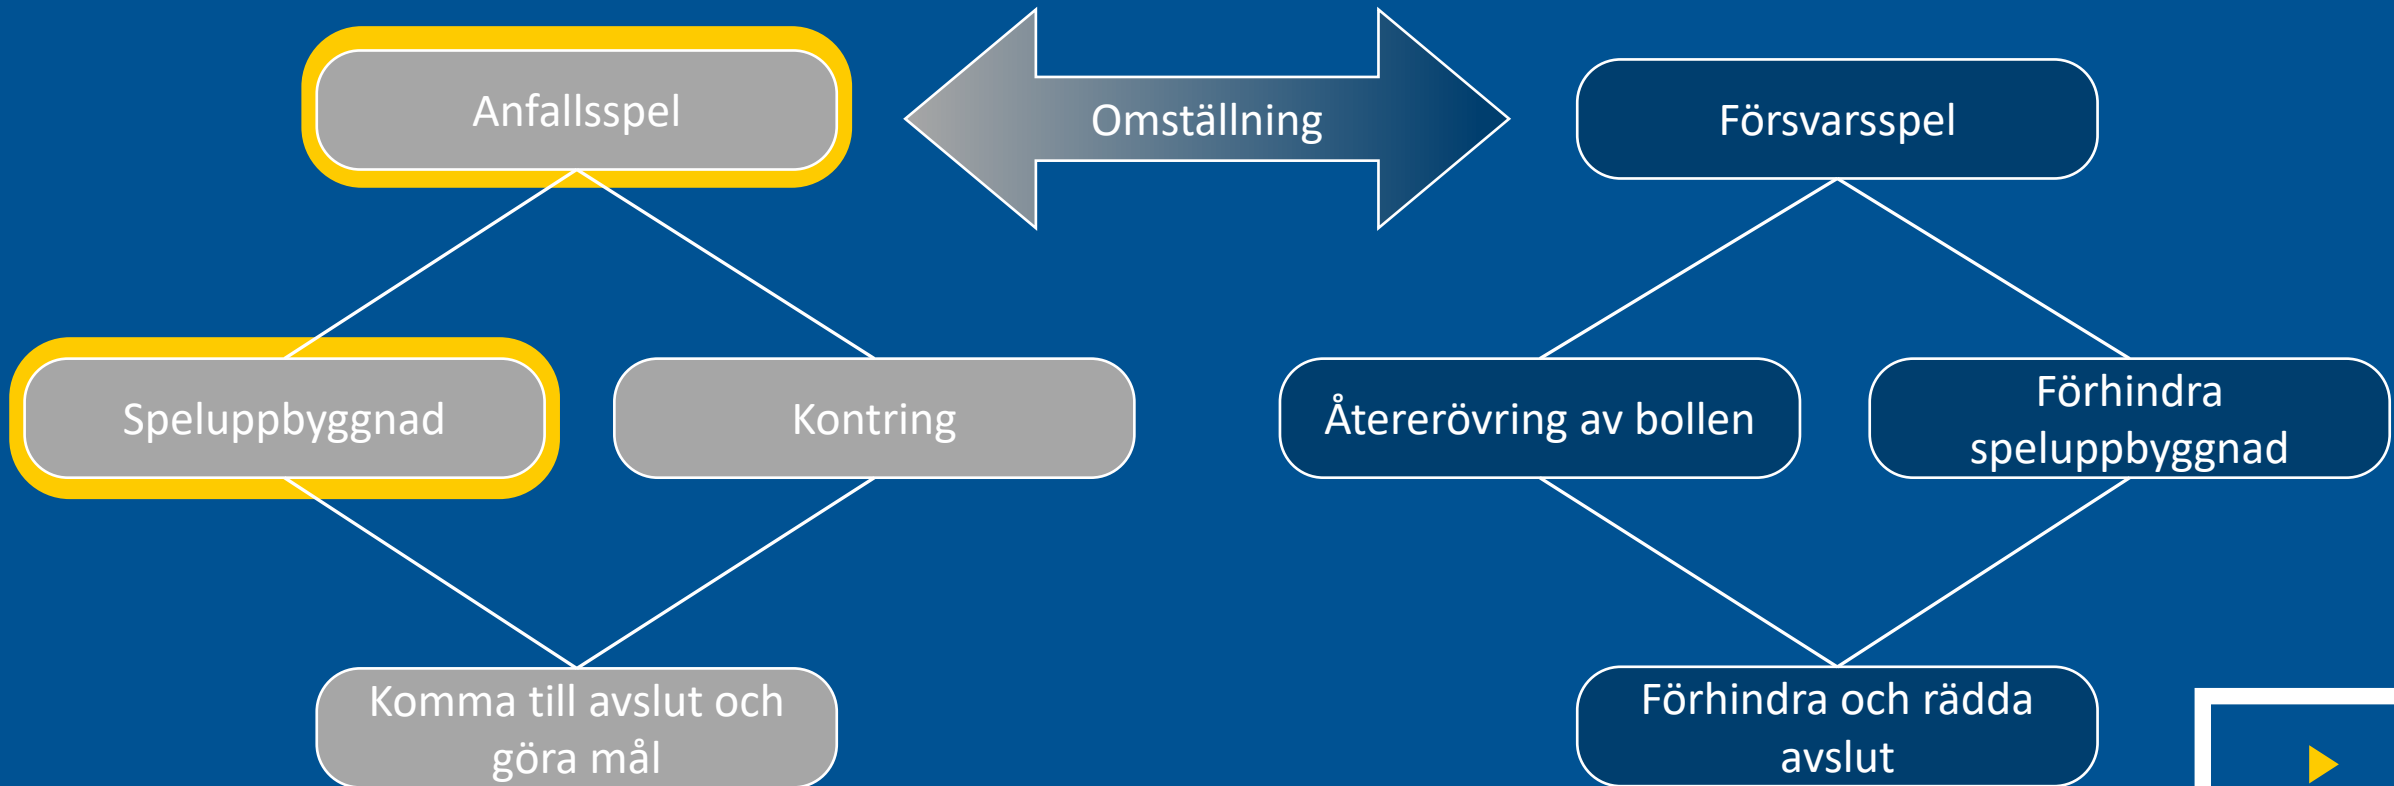 Anfallsspel
Omställning
Försvarsspel
Speluppbyggnad
Kontring
Återerövring av bollen
Förhindra
speluppbyggnad
Komma till avslut och
göra mål
Förhindra och rädda
avslut